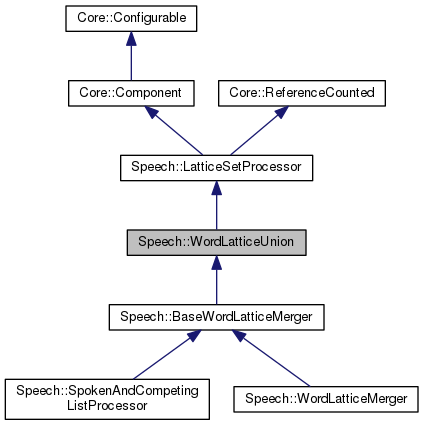 Core::Configurable
Core::Component
Core::ReferenceCounted
Speech::LatticeSetProcessor
Speech::WordLatticeUnion
Speech::BaseWordLatticeMerger
Speech::SpokenAndCompeting
ListProcessor
Speech::WordLatticeMerger